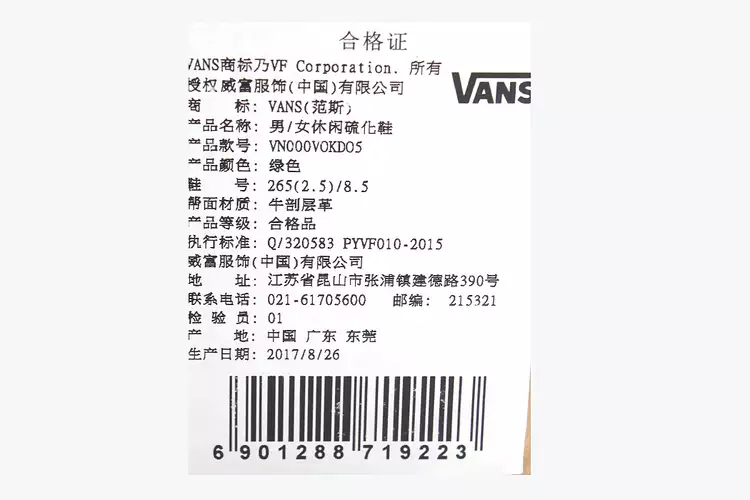 合格证
VANS商标乃VF Corporation. 所有
授权威富服饰(中国)有限公司
VANS
商 标: VANS(范斯)
产品名称: 男/女休闲硫化鞋
产品款号: VN000VOKDO5
产品颜色: 绿色
鞋 号: 265(2.5)/8.5
帮面材质: 牛剖层革
产品等级: 合格品
执行标准: Q/320583 PYVF010-2015
威富服饰(中国)有限公司
地 址: 江苏省昆山市张浦镇建德路390号
联系电话: 021-61705600 邮编: 215321
检 验 员: 01
产 地: 中国 广东 东莞
生产日期: 2017/8/26
6 901288 719223